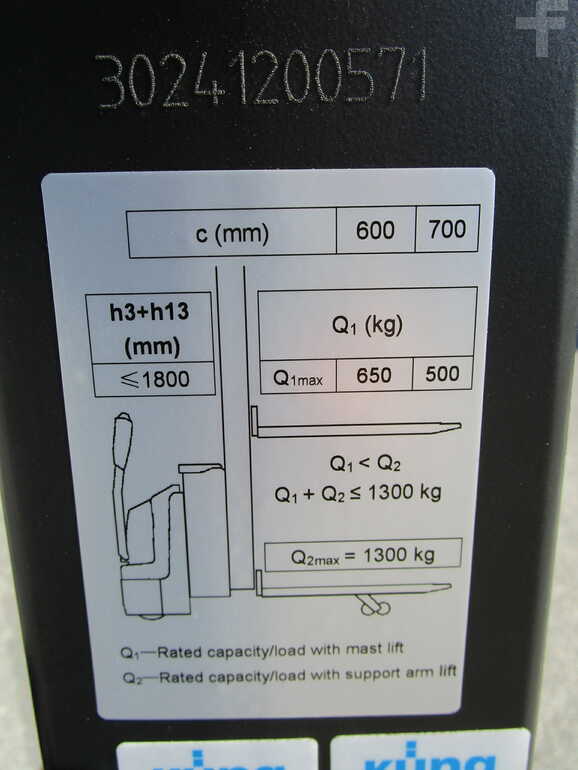 30241200571
c (mm) 600 700
h3+h13
(mm)
≤1800
Q₁ (kg)
Q₁max 650 500
Q₁ < Q₂
Q₁ + Q₂ ≤ 1300 kg
Q₂max = 1300 kg
Q₁—Rated capacity/load with mast lift
Q₂—Rated capacity/load with support arm lift